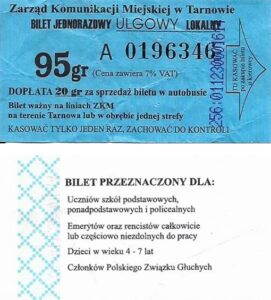 Zarząd Komunikacji Miejskiej w Tarnowie
BILET JEDNORAZOWY ULGOWY LOKALNY
A 0196346
95gr (Cena zawiera 7% VAT)
DOPŁATA 20 gr za sprzedaż biletu w autobusie
Bilet ważny na liniach ZKM
na terenie Tarnowa lub w obrębie jednej strefy
KASOWAĆ TYLKO JEDEN RAZ, ZACHOWAĆ DO KONTROLI
TU KASOWAĆ
BILET PRZEZNACZONY DLA:
Uczniów szkół podstawowych,
ponadpodstawowych i policealnych
Emerytów oraz rencistów całkowicie
lub częściowo niezdolnych do pracy
Dzieci w wieku 4 - 7 lat
Członków Polskiego Związku Głuchych